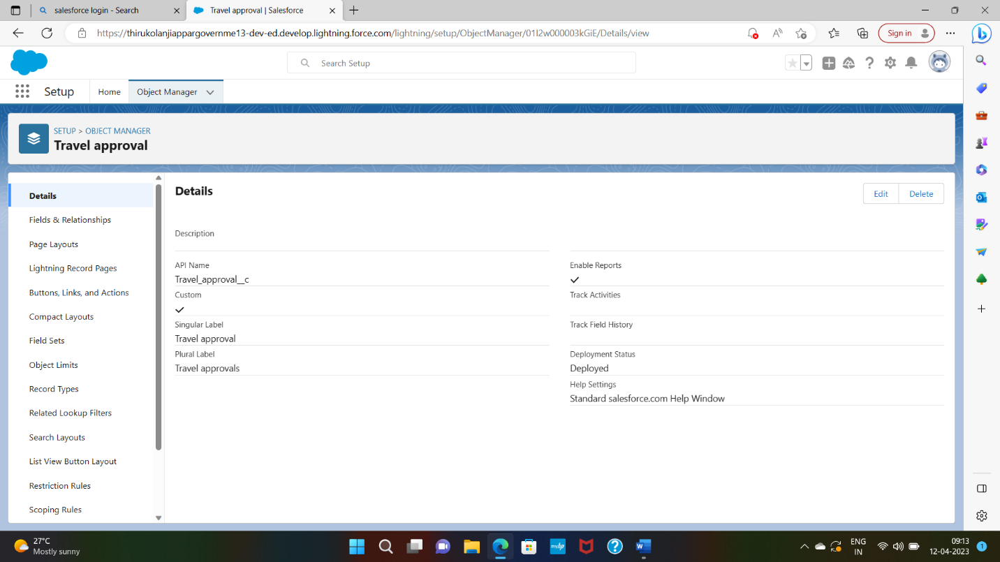 salesforce login - Search
Travel approval | Salesforce
https://thirukolanjiappargovernme13-dev-ed.develop.lightning.force.com/lightning/setup/ObjectManager/01I2w000003kGiE/Details/view
Sign in
Search Setup
Setup
Home
Object Manager
SETUP > OBJECT MANAGER
Travel approval
Details
Fields & Relationships
Page Layouts
Lightning Record Pages
Buttons, Links, and Actions
Compact Layouts
Field Sets
Object Limits
Record Types
Related Lookup Filters
Search Layouts
List View Button Layout
Restriction Rules
Scoping Rules
Details
Edit
Delete
Description
API Name
Travel_approval__c
Custom
Singular Label
Travel approval
Plural Label
Travel approvals
Enable Reports
Track Activities
Track Field History
Deployment Status
Deployed
Help Settings
Standard salesforce.com Help Window
27°C
Mostly sunny
myhp
ENG
IN
09:13
12-04-2023
1